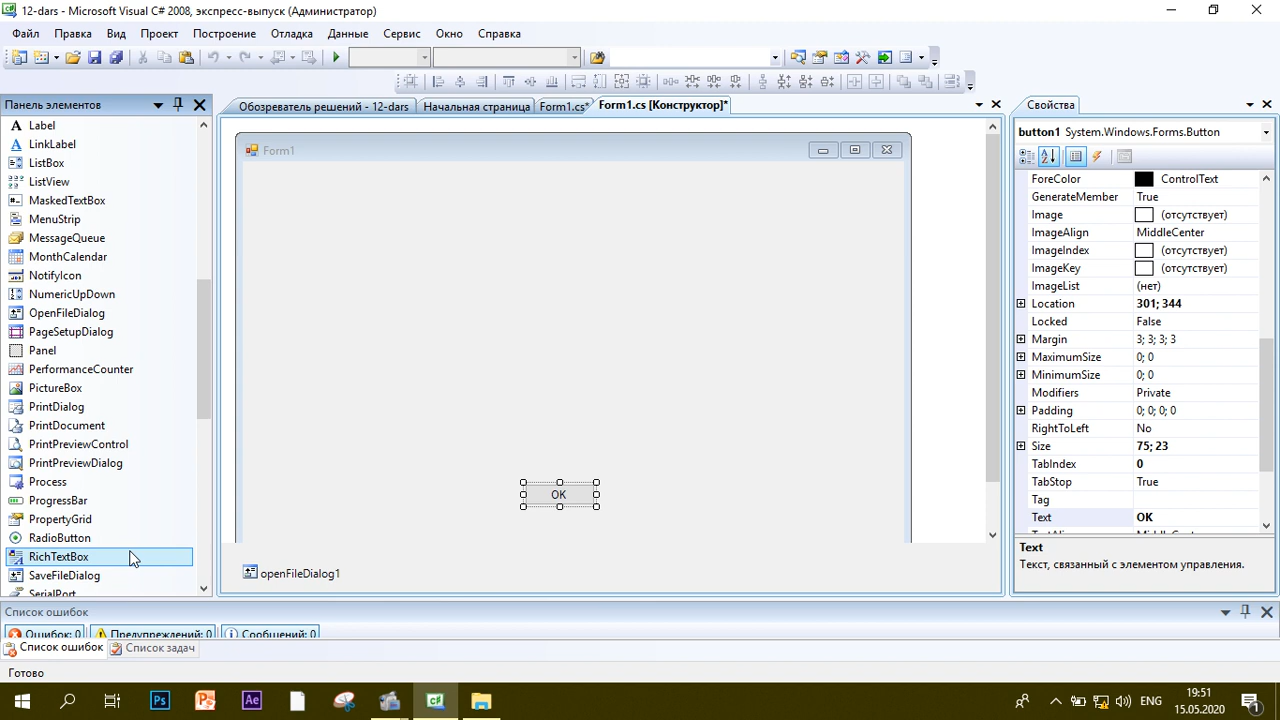 12-dars - Microsoft Visual C# 2008, экспресс-выпуск (Администратор)
Файл Правка Вид Проект Построение Отладка Данные Сервис Окно Справка
Панель элементов
Label
LinkLabel
ListBox
ListView
MaskedTextBox
MenuStrip
MessageQueue
MonthCalendar
NotifyIcon
NumericUpDown
OpenFileDialog
PageSetupDialog
Panel
PerformanceCounter
PictureBox
PrintDialog
PrintDocument
PrintPreviewControl
PrintPreviewDialog
Process
ProgressBar
PropertyGrid
RadioButton
RichTextBox
SaveFileDialog
SerialPort
Обозреватель решений - 12-dars Начальная страница Form1.cs* Form1.cs [Конструктор]*
Form1
OK
openFileDialog1
Свойства
button1 System.Windows.Forms.Button
ForeColor ControlText
GenerateMember True
Image (отсутствует)
ImageAlign MiddleCenter
ImageIndex (отсутствует)
ImageKey (отсутствует)
ImageList (нет)
Location 301; 344
Locked False
Margin 3; 3; 3; 3
MaximumSize 0; 0
MinimumSize 0; 0
Modifiers Private
Padding 0; 0; 0; 0
RightToLeft No
Size 75; 23
TabIndex 0
TabStop True
Tag
Text OK
Text
Текст, связанный с элементом управления.
Список ошибок
Ошибок: 0 Предупреждений: 0 Сообщений: 0
Список ошибок Список задач
Готово
Ps Ae C# ENG 19:51
15.05.2020 1